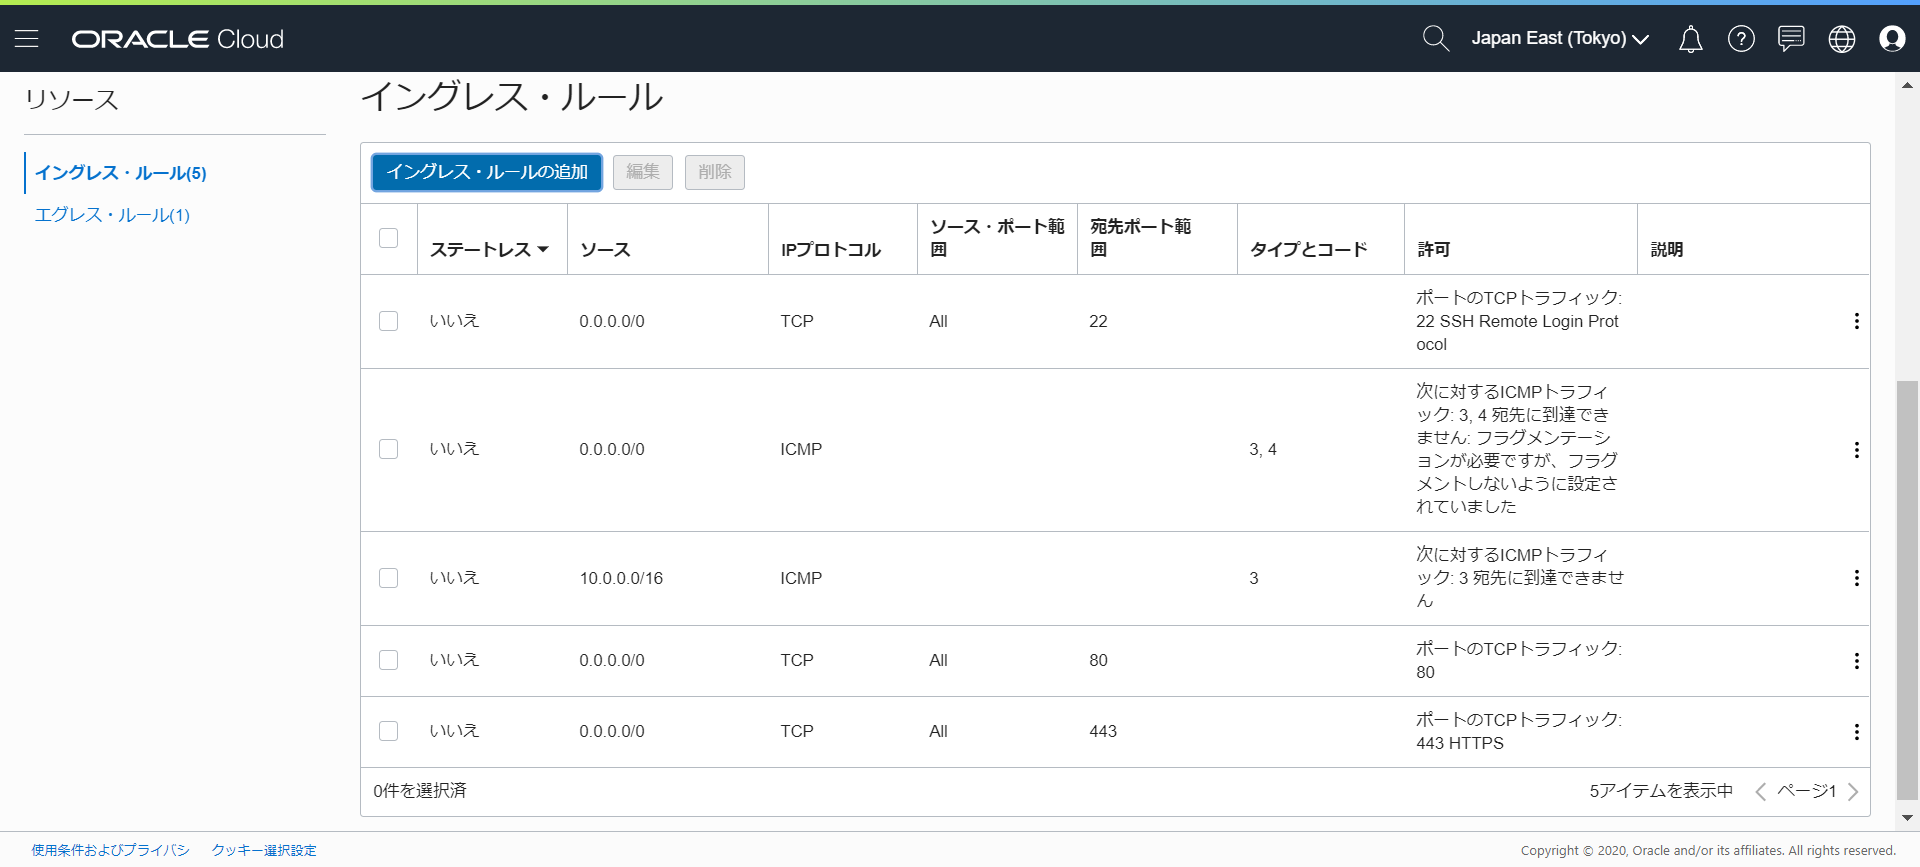 ORACLE Cloud
Japan East (Tokyo)
リソース
イングレス・ルール(5)
エグレス・ルール(1)
イングレス・ルール
イングレス・ルールの追加 編集 削除
ステートレス ソース IPプロトコル ソース・ポート範囲 宛先ポート範囲 タイプとコード 許可 説明
いいえ 0.0.0.0/0 TCP All 22 ポートのTCPトラフィック:
22 SSH Remote Login Prot
ocol
いいえ 0.0.0.0/0 ICMP 3, 4 次に対するICMPトラフィ
ック: 3, 4 宛先に到達でき
ません: フラグメンテーシ
ョンが必要ですが、フラグ
メントしないように設定さ
れていました
いいえ 10.0.0.0/16 ICMP 3 次に対するICMPトラフィ
ック: 3 宛先に到達できませ
ん
いいえ 0.0.0.0/0 TCP All 80 ポートのTCPトラフィック:
80
いいえ 0.0.0.0/0 TCP All 443 ポートのTCPトラフィック:
443 HTTPS
0件を選択済 5アイテムを表示中 ページ1
使用条件およびプライバシ クッキー選択設定 Copyright © 2020, Oracle and/or its affiliates. All rights reserved.